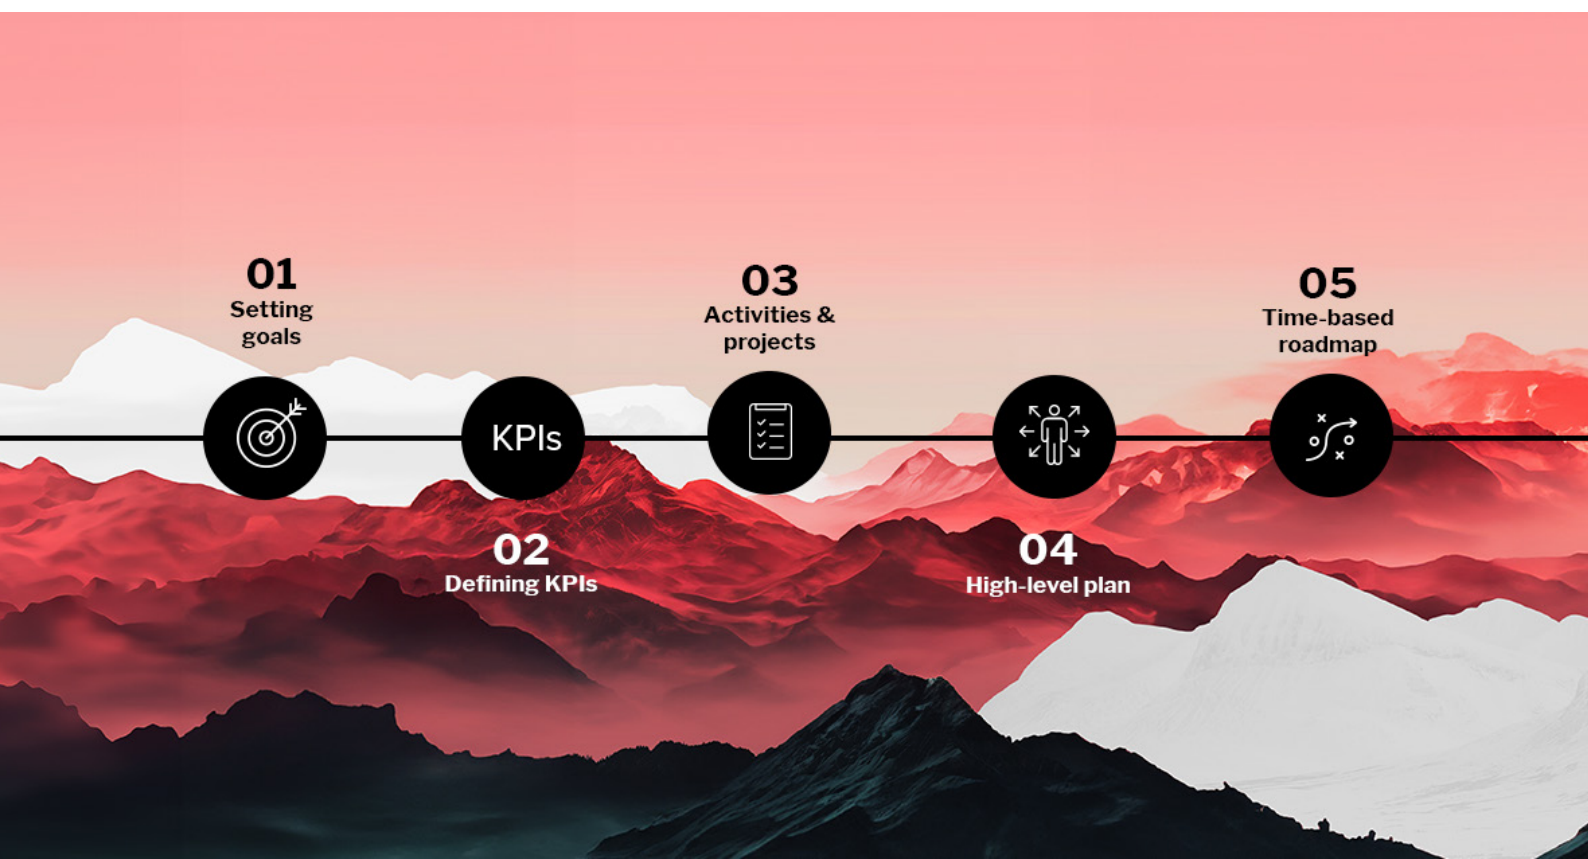 01
Setting
goals
KPIs
02
Defining KPIs
03
Activities &
projects
04
High-level plan
05
Time-based
roadmap